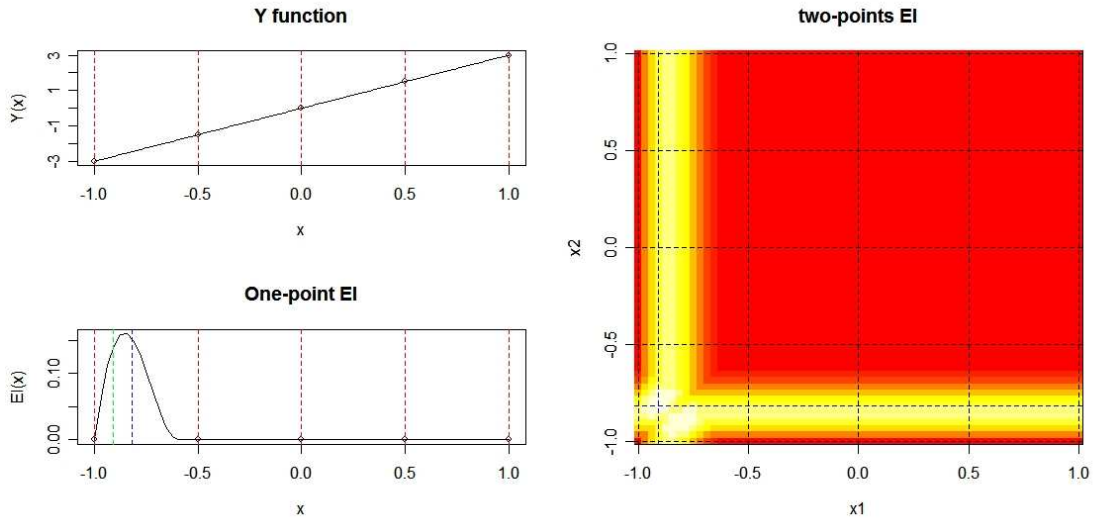 Y function
Y(x)
3
1
-1
-3
-1.0 -0.5 0.0 0.5 1.0
x
One-point EI
EI(x)
0.10
0.00
-1.0 -0.5 0.0 0.5 1.0
x
two-points EI
x2
1.0
0.5
0.0
-0.5
-1.0
-1.0 -0.5 0.0 0.5 1.0
x1